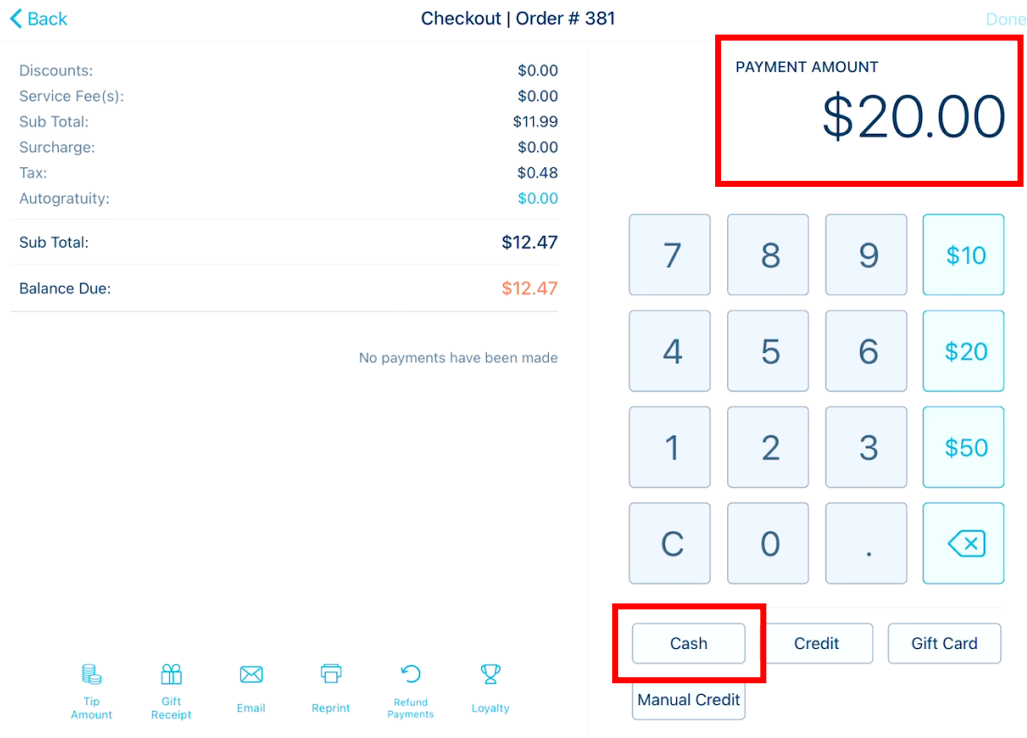 Back
Checkout | Order # 381
Done
Discounts: $0.00
Service Fee(s): $0.00
Sub Total: $11.99
Surcharge: $0.00
Tax: $0.48
Autogratuity: $0.00
Sub Total: $12.47
Balance Due: $12.47
No payments have been made
Tip
Amount
Gift
Receipt
Email
Reprint
Refund
Payments
Loyalty
PAYMENT AMOUNT
$20.00
7 8 9 $10
4 5 6 $20
1 2 3 $50
C 0 .
Cash Credit Gift Card
Manual Credit